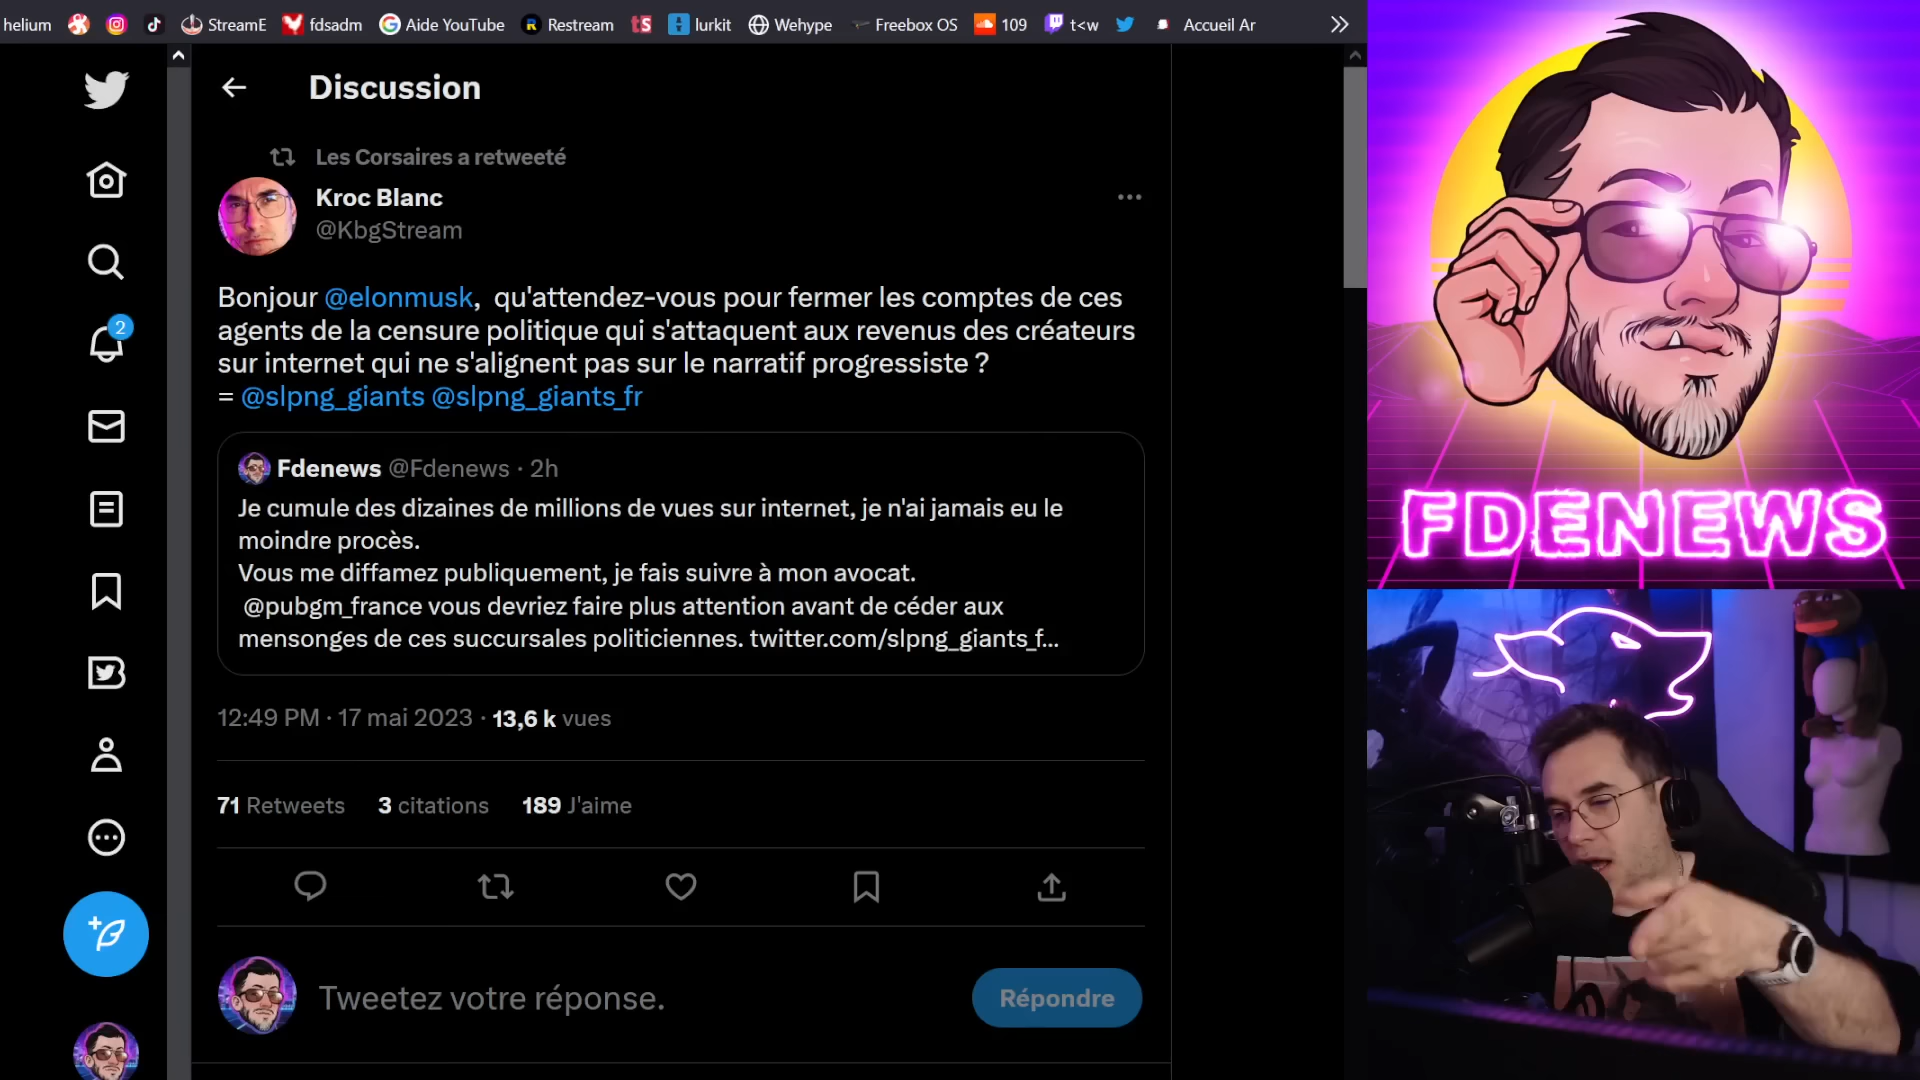 helium
StreamE
fdsadm
Aide YouTube
Restream
lurkit
Wehype
Freebox OS
109
t<w
Accueil Ar
Discussion
Les Corsaires a retweeté
Kroc Blanc
@KbgStream
Bonjour @elonmusk,  qu'attendez-vous pour fermer les comptes de ces
agents de la censure politique qui s'attaquent aux revenus des créateurs
sur internet qui ne s'alignent pas sur le narratif progressiste ?
= @slpng_giants @slpng_giants_fr
Fdenews @Fdenews · 2h
Je cumule des dizaines de millions de vues sur internet, je n'ai jamais eu le
moindre procès.
Vous me diffamez publiquement, je fais suivre à mon avocat.
@pubgm_france vous devriez faire plus attention avant de céder aux
mensonges de ces succursales politiciennes. twitter.com/slpng_giants_f...
12:49 PM · 17 mai 2023 · 13,6 k vues
71 Retweets 3 citations 189 J'aime
Tweetez votre réponse.
Répondre
2
FDENEWS